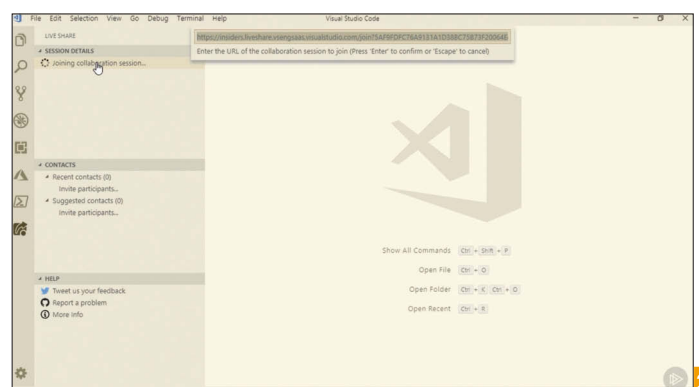 File Edit Selection View Go Debug Terminal Help Visual Studio Code
LIVE SHARE
SESSION DETAILS
Joining collaboration session...
Enter the URL of the collaboration session to join (Press 'Enter' to confirm or 'Escape' to cancel)
CONTACTS
Recent contacts (0)
Invite participants...
Suggested contacts (0)
Invite participants...
Show All Commands Ctrl + Shift + P
Open File Ctrl + O
Open Folder Ctrl + K Ctrl + O
Open Recent Ctrl + R
HELP
Tweet us your feedback
Report a problem
More Info